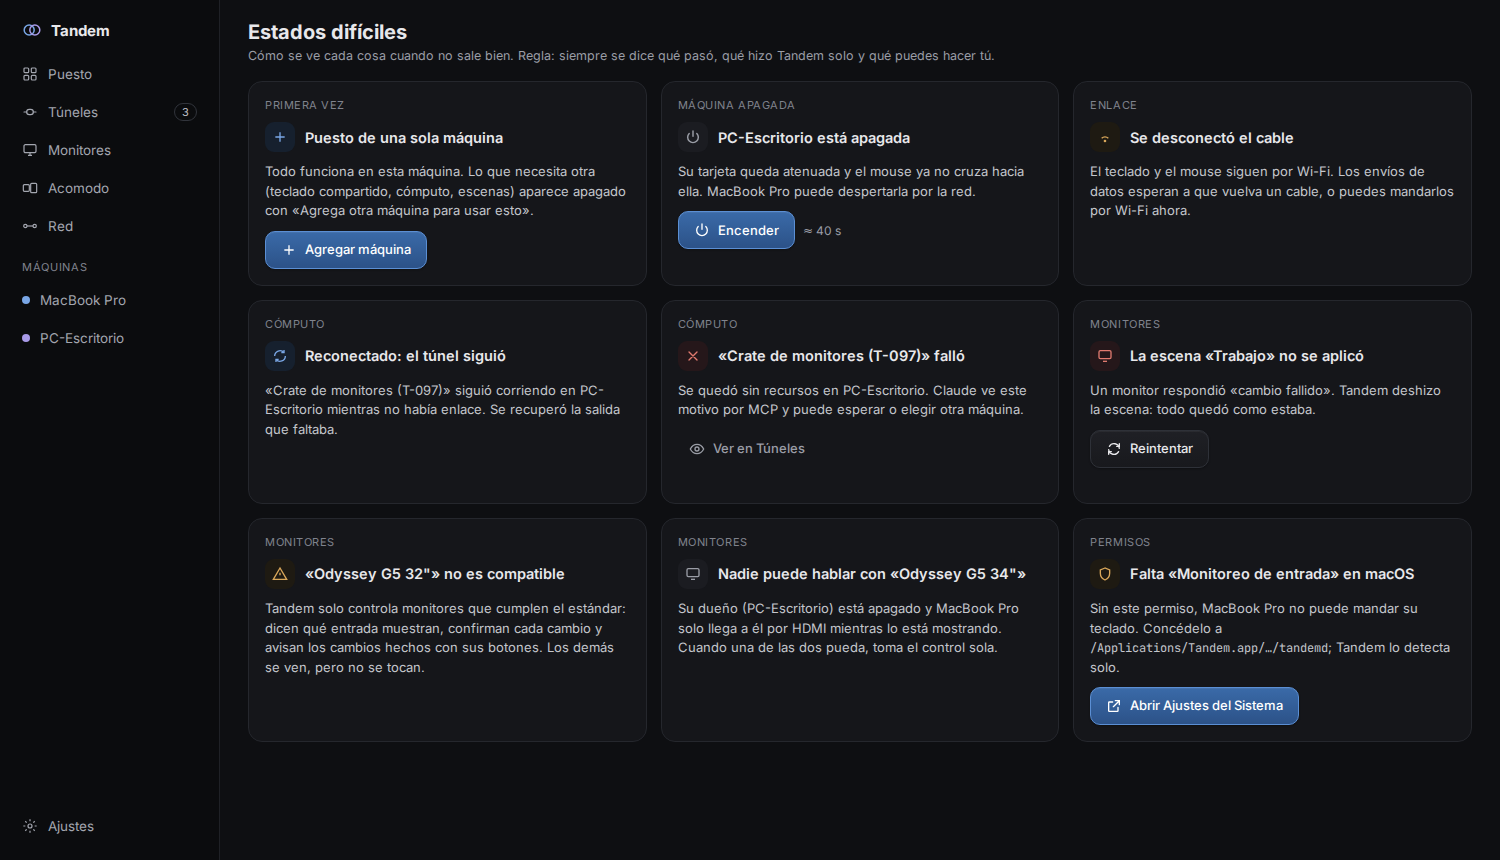 Tandem
Puesto
Túneles
3
Monitores
Acomodo
Red
MÁQUINAS
MacBook Pro
PC-Escritorio
Ajustes
Estados difíciles
Cómo se ve cada cosa cuando no sale bien. Regla: siempre se dice qué pasó, qué hizo Tandem solo y qué puedes hacer tú.
PRIMERA VEZ
Puesto de una sola máquina
Todo funciona en esta máquina. Lo que necesita otra
(teclado compartido, cómputo, escenas) aparece apagado
con «Agrega otra máquina para usar esto».
Agregar máquina
MÁQUINA APAGADA
PC-Escritorio está apagada
Su tarjeta queda atenuada y el mouse ya no cruza hacia
ella. MacBook Pro puede despertarla por la red.
Encender
≈ 40 s
ENLACE
Se desconectó el cable
El teclado y el mouse siguen por Wi-Fi. Los envíos de
datos esperan a que vuelva un cable, o puedes mandarlos
por Wi-Fi ahora.
CÓMPUTO
Reconectado: el túnel siguió
«Crate de monitores (T-097)» siguió corriendo en PC-
Escritorio mientras no había enlace. Se recuperó la salida
que faltaba.
CÓMPUTO
«Crate de monitores (T-097)» falló
Se quedó sin recursos en PC-Escritorio. Claude ve este
motivo por MCP y puede esperar o elegir otra máquina.
Ver en Túneles
MONITORES
La escena «Trabajo» no se aplicó
Un monitor respondió «cambio fallido». Tandem deshizo
la escena: todo quedó como estaba.
Reintentar
MONITORES
«Odyssey G5 32"» no es compatible
Tandem solo controla monitores que cumplen el estándar:
dicen qué entrada muestran, confirman cada cambio y
avisan los cambios hechos con sus botones. Los demás
se ven, pero no se tocan.
MONITORES
Nadie puede hablar con «Odyssey G5 34"»
Su dueño (PC-Escritorio) está apagado y MacBook Pro
solo llega a él por HDMI mientras lo está mostrando.
Cuando una de las dos pueda, toma el control sola.
PERMISOS
Falta «Monitoreo de entrada» en macOS
Sin este permiso, MacBook Pro no puede mandar su
teclado. Concédelo a
/Applications/Tandem.app/…/tandemd; Tandem lo detecta
solo.
Abrir Ajustes del Sistema